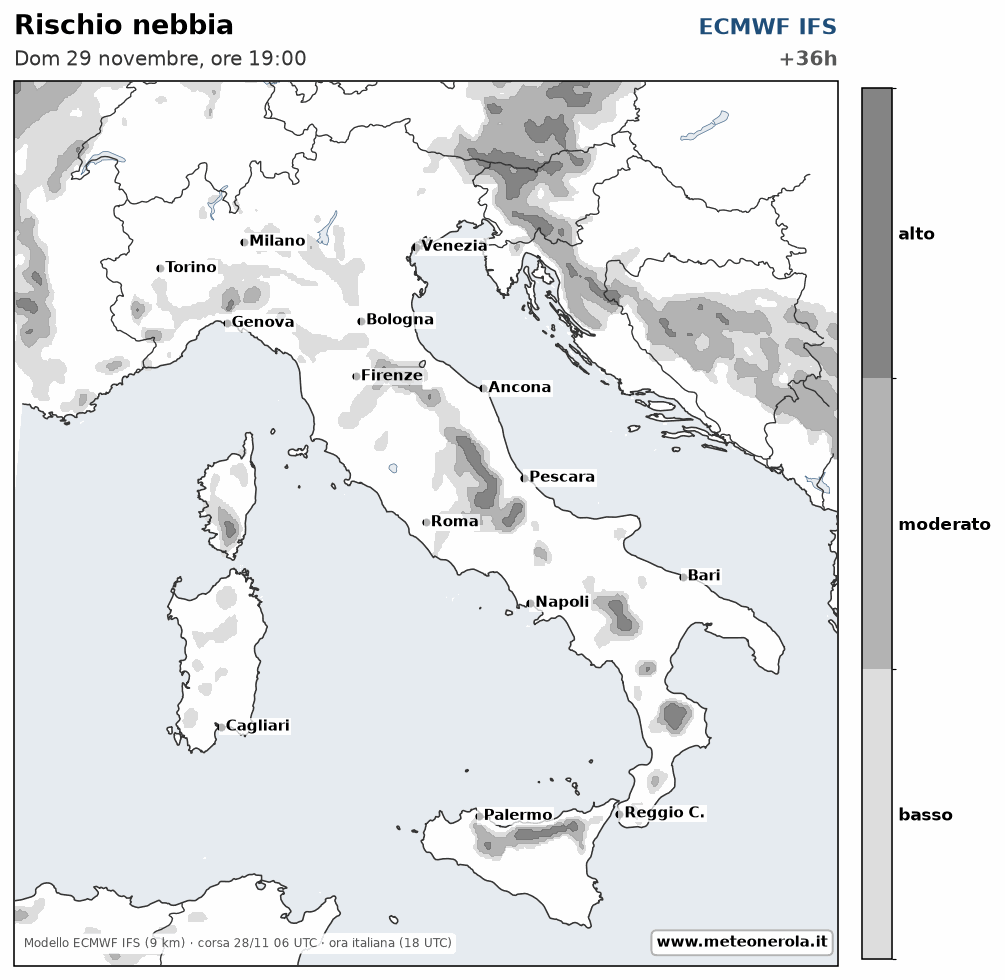 Rischio nebbia
ECMWF IFS
Dom 29 novembre, ore 19:00
+36h
alto
moderato
basso
Milano
Venezia
Torino
Genova
Bologna
Firenze
Ancona
Pescara
Roma
Bari
Napoli
Cagliari
Palermo
Reggio C.
Modello ECMWF IFS (9 km) · corsa 28/11 06 UTC · ora italiana (18 UTC)
www.meteonerola.it